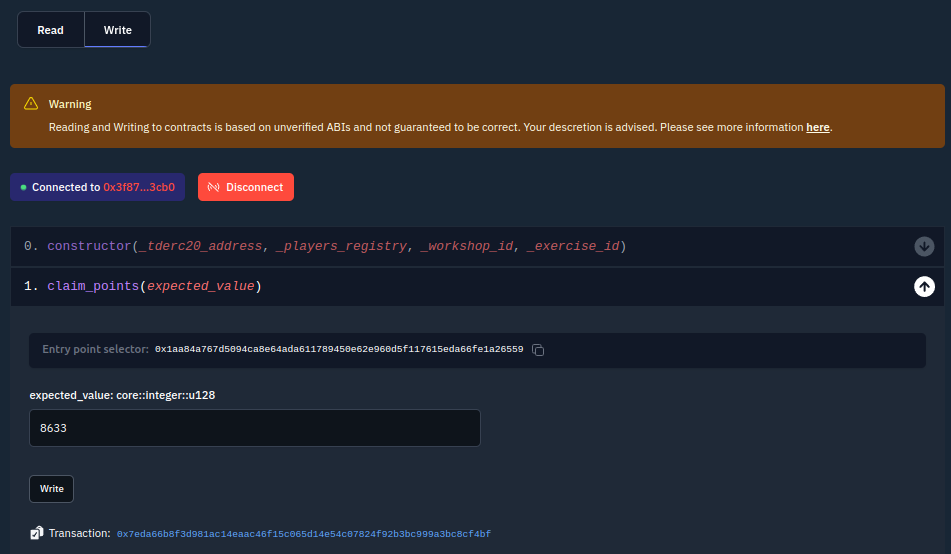 Read Write
Warning
Reading and Writing to contracts is based on unverified ABIs and not guaranteed to be correct. Your descretion is advised. Please see more information here.
Connected to 0x3f87...3cb0 Disconnect
0. constructor(_tderc20_address, _players_registry, _workshop_id, _exercise_id)
1. claim_points(expected_value)
Entry point selector: 0x1aa84a767d5094ca8e64ada611789450e62e960d5f117615eda66fe1a26559
expected_value: core::integer::u128
8633
Write
Transaction: 0x7eda66b8f3d981ac14eaac46f15c065d14e54c07824f92b3bc999a3bc8cf4bf